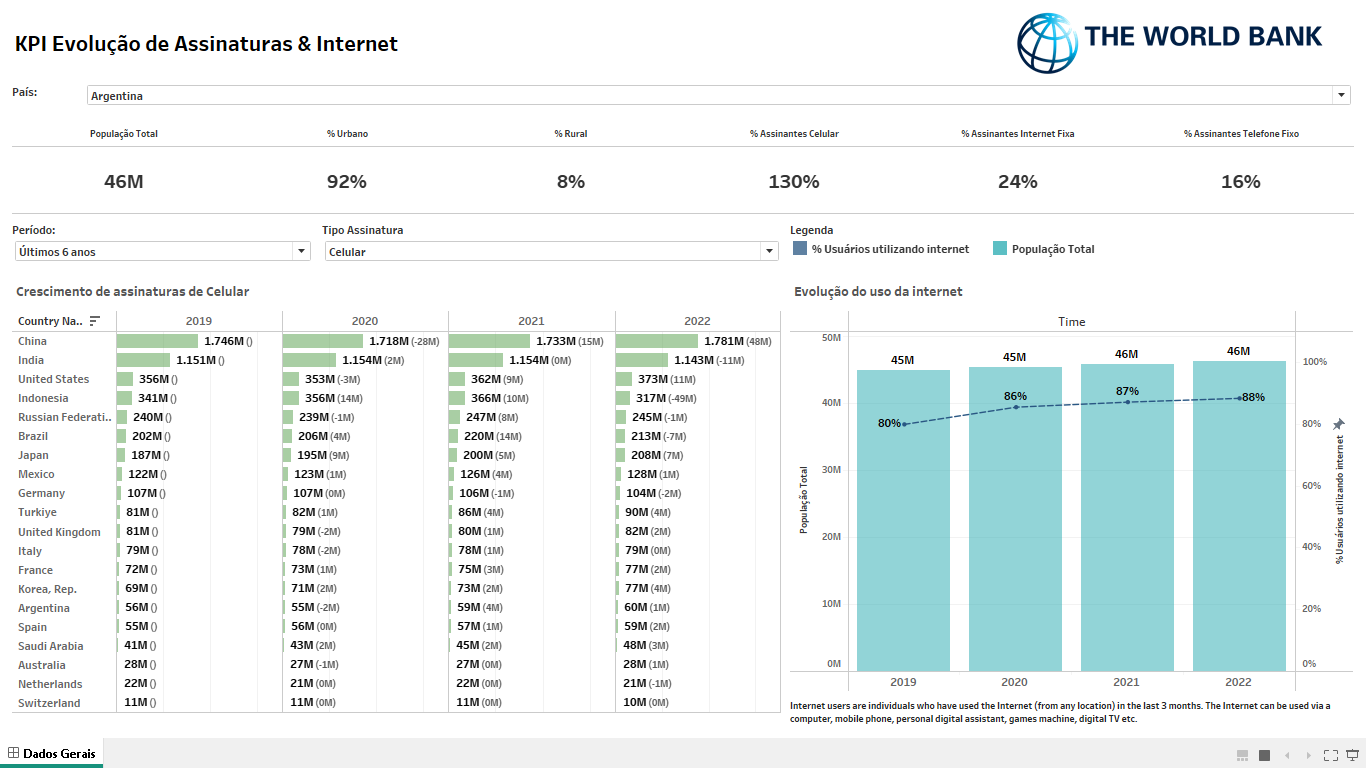 KPI Evolução de Assinaturas & Internet
THE WORLD BANK
País:
Argentina
População Total % Urbano % Rural % Assinantes Celular % Assinantes Internet Fixa % Assinantes Telefone Fixo
46M 92% 8% 130% 24% 16%
Período: Tipo Assinatura
Últimos 6 anos Celular
Legenda
% Usuários utilizando internet População Total
Crescimento de assinaturas de Celular
Country Na.. 2019 2020 2021 2022
China 1.746M () 1.718M (-28M) 1.733M (15M) 1.781M (48M)
India 1.151M () 1.154M (2M) 1.154M (0M) 1.143M (-11M)
United States 356M () 353M (-3M) 362M (9M) 373M (11M)
Indonesia 341M () 356M (14M) 366M (10M) 317M (-49M)
Russian Federati.. 240M () 239M (-1M) 247M (8M) 245M (-1M)
Brazil 202M () 206M (4M) 220M (14M) 213M (-7M)
Japan 187M () 195M (9M) 200M (5M) 208M (7M)
Mexico 122M () 123M (1M) 126M (4M) 128M (1M)
Germany 107M () 107M (0M) 106M (-1M) 104M (-2M)
Turkiye 81M () 82M (1M) 86M (4M) 90M (4M)
United Kingdom 81M () 79M (-2M) 80M (1M) 82M (2M)
Italy 79M () 78M (-2M) 78M (1M) 79M (0M)
France 72M () 73M (1M) 75M (3M) 77M (2M)
Korea, Rep. 69M () 71M (2M) 73M (2M) 77M (4M)
Argentina 56M () 55M (-2M) 59M (4M) 60M (1M)
Spain 55M () 56M (0M) 57M (1M) 59M (2M)
Saudi Arabia 41M () 43M (2M) 45M (2M) 48M (3M)
Australia 28M () 27M (-1M) 27M (0M) 28M (1M)
Netherlands 22M () 21M (0M) 22M (0M) 21M (-1M)
Switzerland 11M () 11M (0M) 11M (0M) 10M (0M)
Evolução do uso da internet
Time
População Total
50M
40M
30M
20M
10M
0M
45M 45M 46M 46M
80% 86% 87% 88%
2019 2020 2021 2022
100%
80%
60%
40%
20%
0%
% Usuários utilizando internet
Internet users are individuals who have used the Internet (from any location) in the last 3 months. The Internet can be used via a
computer, mobile phone, personal digital assistant, games machine, digital TV etc.
Dados Gerais